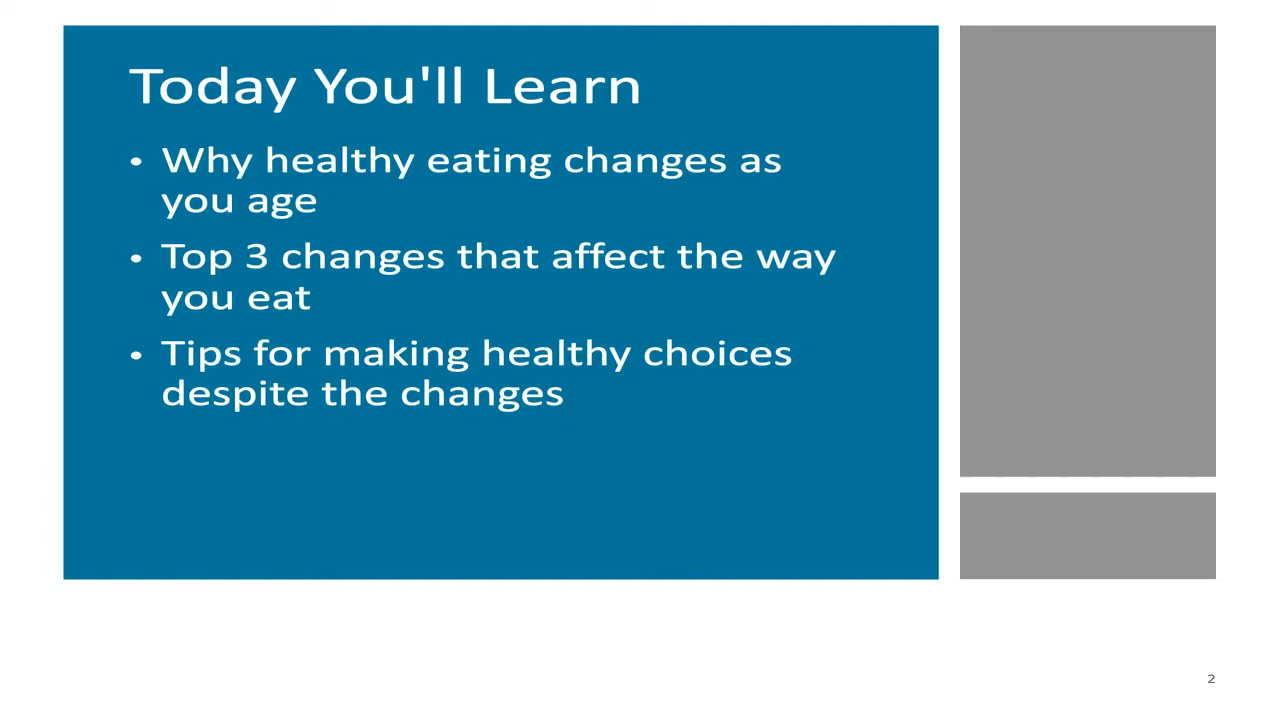 Today You'll Learn
• Why healthy eating changes as
you age
• Top 3 changes that affect the way
you eat
• Tips for making healthy choices
despite the changes
2